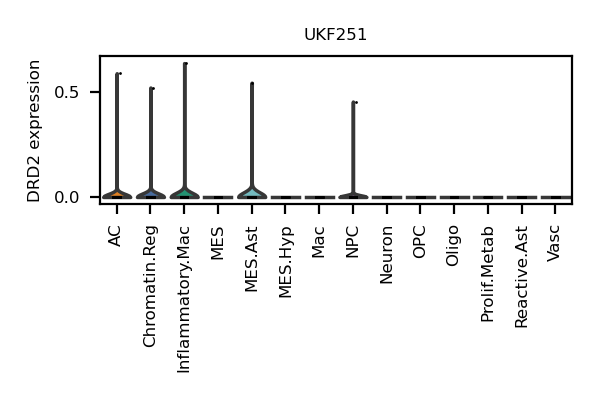 UKF251
DRD2 expression
0.5
0.0
AC
Chromatin.Reg
Inflammatory.Mac
MES
MES.Ast
MES.Hyp
Mac
NPC
Neuron
OPC
Oligo
Prolif.Metab
Reactive.Ast
Vasc